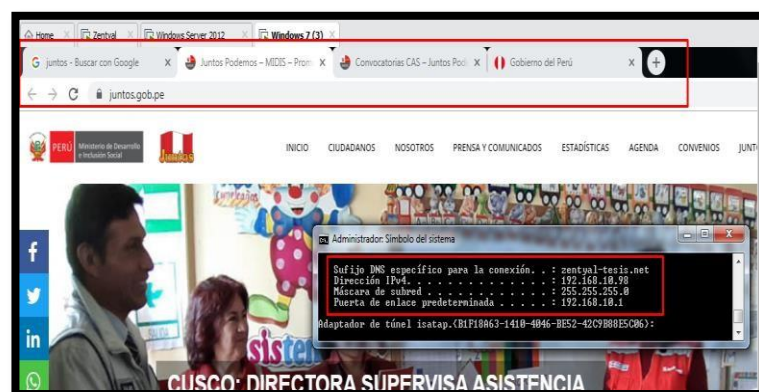 Home Zentyal Windows Server 2012 Windows 7 (3)
juntos - Buscar con Google Juntos Podemos – MIDIS – Prom Convocatorias CAS – Juntos Pod Gobierno del Perú
juntos.gob.pe
PERÚ Ministerio de Desarrollo e Inclusión Social Juntos
INICIO CIUDADANOS NOSOTROS PRENSA Y COMUNICADOS ESTADÍSTICAS AGENDA CONVENIOS JUNT
Administrador: Símbolo del sistema
Sufijo DNS específico para la conexión. . : zentyal-tesis.net
Dirección IPv4. . . . . . . . . . . . . . : 192.168.10.98
Máscara de subred . . . . . . . . . . . . : 255.255.255.0
Puerta de enlace predeterminada . . . . . : 192.168.10.1
Adaptador de túnel isatap.{B1F18A63-1410-4046-BE52-42C9B88E5C06}:
sisten
CUSCO: DIRECTORA SUPERVISA ASISTENCIA